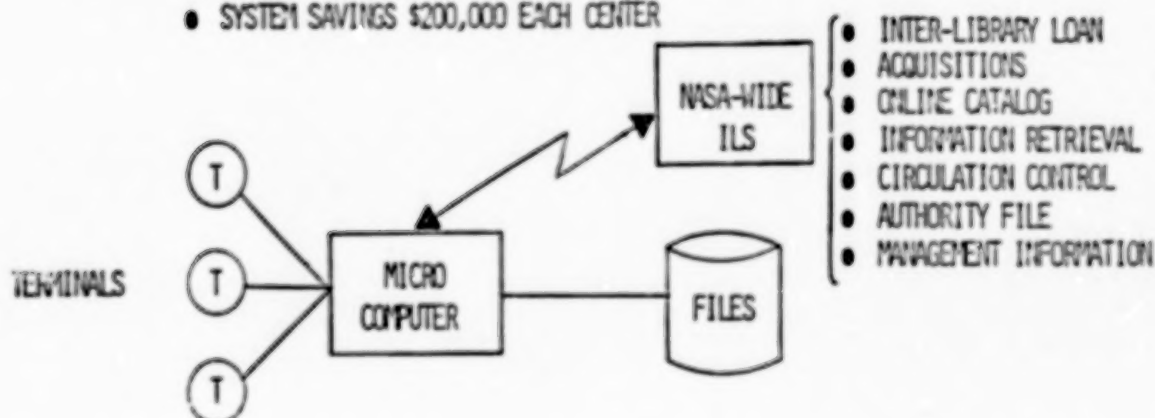 ● SYSTEM SAVINGS $200,000 EACH CENTER
NASA-WIDE
ILS
● INTER-LIBRARY LOAN
● ACQUISITIONS
● ONLINE CATALOG
● INFORMATION RETRIEVAL
● CIRCULATION CONTROL
● AUTHORITY FILE
● MANAGEMENT INFORMATION
T
T
T
TERMINALS
MICRO
COMPUTER
FILES